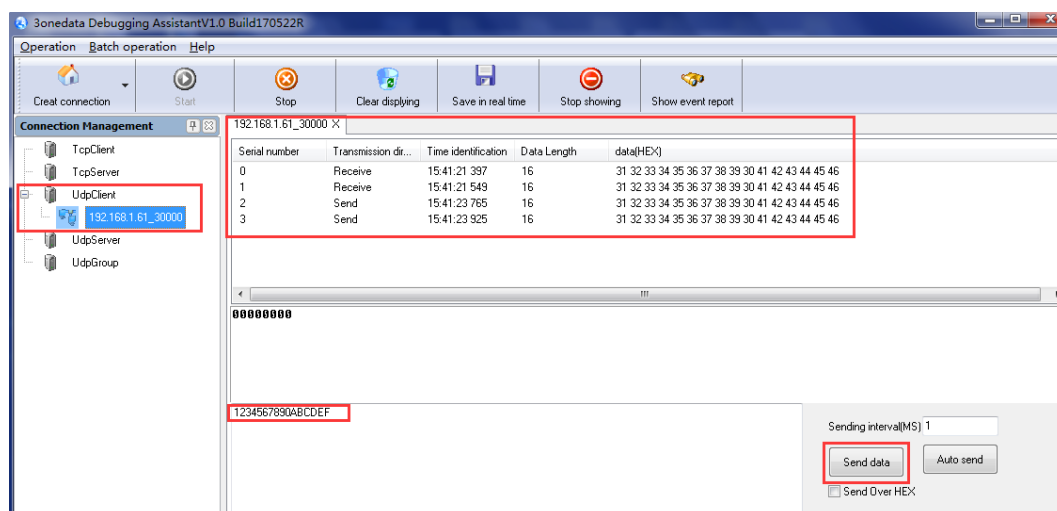 3onedata Debugging AssistantV1.0 Build170522R
Operation Batch operation Help
Creat connection Start Stop Clear displying Save in real time Stop showing Show event report
Connection Management
TcpClient
TcpServer
UdpClient
192.168.1.61_30000
UdpServer
UdpGroup
192.168.1.61_30000 X
Serial number Transmission dir... Time identification Data Length data(HEX)
0 Receive 15:41:21 397 16 31 32 33 34 35 36 37 38 39 30 41 42 43 44 45 46
1 Receive 15:41:21 549 16 31 32 33 34 35 36 37 38 39 30 41 42 43 44 45 46
2 Send 15:41:23 765 16 31 32 33 34 35 36 37 38 39 30 41 42 43 44 45 46
3 Send 15:41:23 925 16 31 32 33 34 35 36 37 38 39 30 41 42 43 44 45 46
00000000
1234567890ABCDEF
Sending interval(MS) 1
Send data Auto send
Send Over HEX